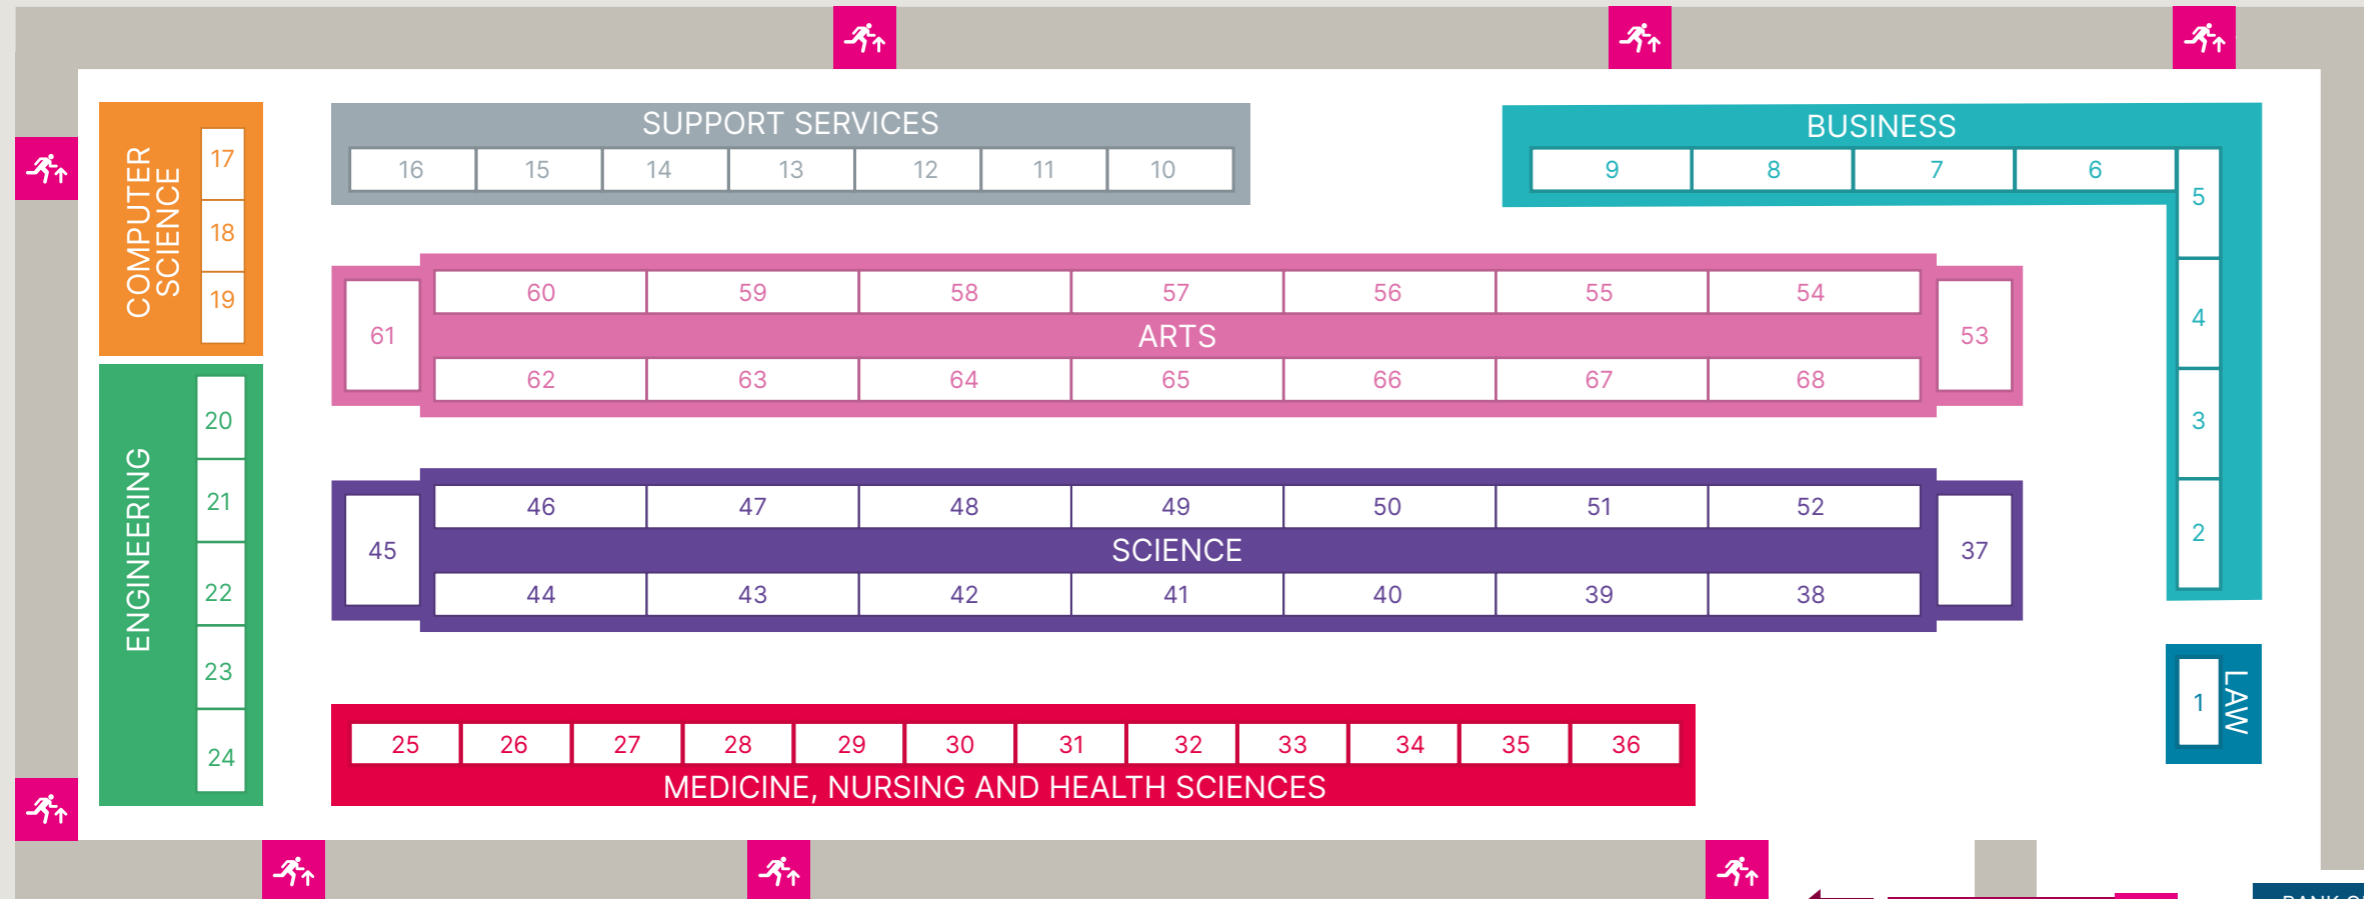 SUPPORT SERVICES
16 15 14 13 12 11 10
BUSINESS
9 8 7 6
5
4
3
2
COMPUTER
SCIENCE
17
18
19
60 59 58 57 56 55 54
61 ARTS 53
62 63 64 65 66 67 68
ENGINEERING
20
21
22
23
24
46 47 48 49 50 51 52
45 SCIENCE 37
44 43 42 41 40 39 38
1 LAW
25 26 27 28 29 30 31 32 33 34 35 36
MEDICINE, NURSING AND HEALTH SCIENCES
BANK